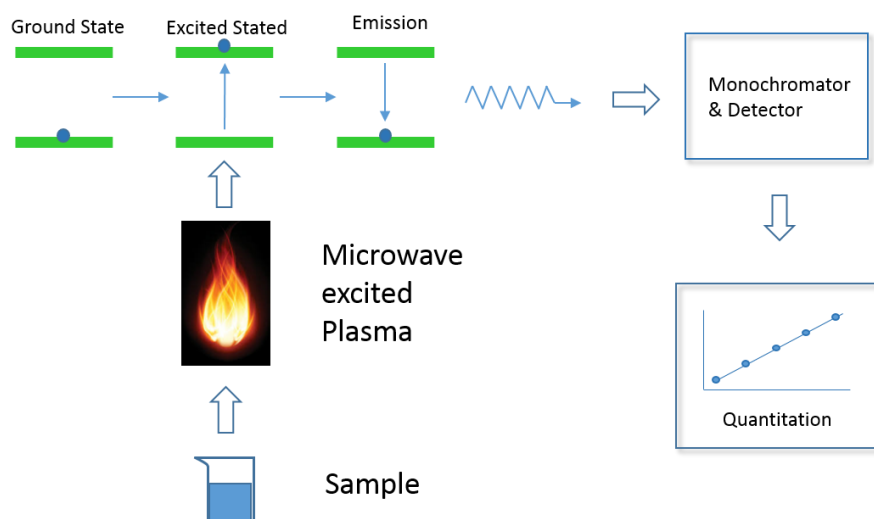 Ground State
Excited Stated
Emission
Monochromator
& Detector
Microwave
excited
Plasma
Quantitation
Sample